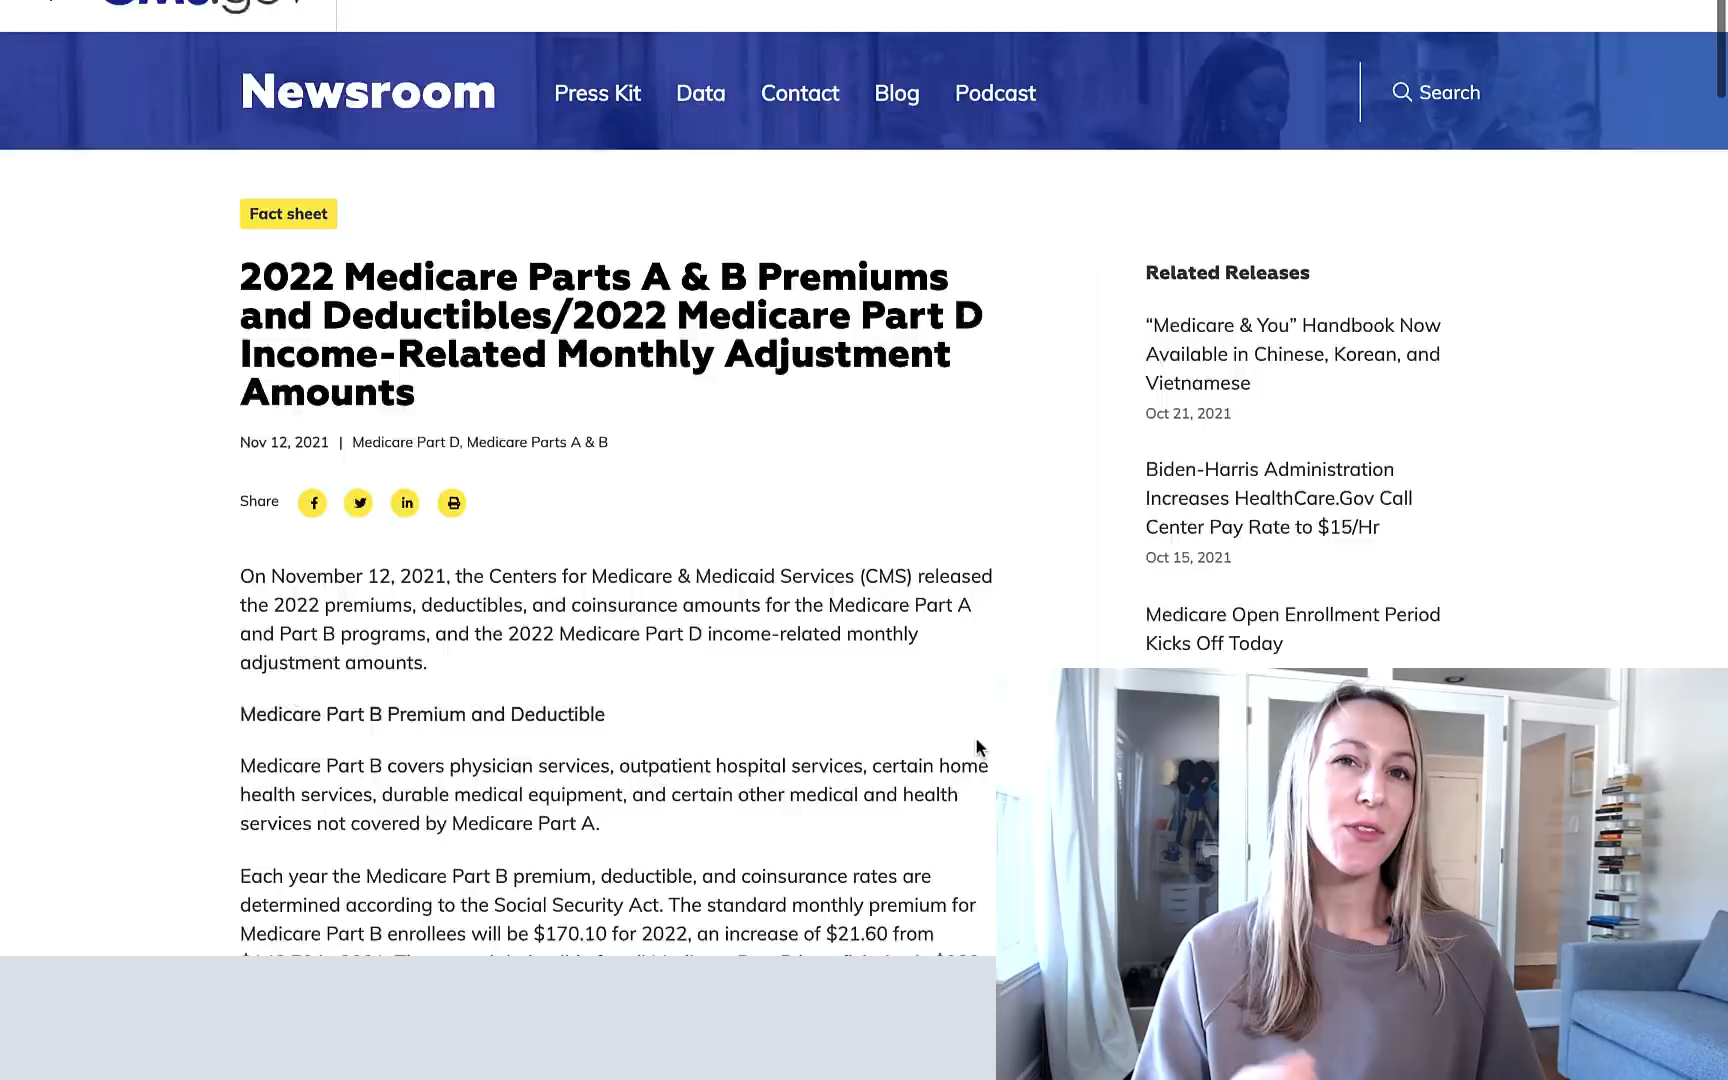 Newsroom
Press Kit
Data
Contact
Blog
Podcast
Search
Fact sheet
2022 Medicare Parts A & B Premiums
and Deductibles/2022 Medicare Part D
Income-Related Monthly Adjustment
Amounts
Nov 12, 2021 | Medicare Part D, Medicare Parts A & B
Share
On November 12, 2021, the Centers for Medicare & Medicaid Services (CMS) released
the 2022 premiums, deductibles, and coinsurance amounts for the Medicare Part A
and Part B programs, and the 2022 Medicare Part D income-related monthly
adjustment amounts.
Medicare Part B Premium and Deductible
Medicare Part B covers physician services, outpatient hospital services, certain home
health services, durable medical equipment, and certain other medical and health
services not covered by Medicare Part A.
Each year the Medicare Part B premium, deductible, and coinsurance rates are
determined according to the Social Security Act. The standard monthly premium for
Medicare Part B enrollees will be $170.10 for 2022, an increase of $21.60 from
Related Releases
“Medicare & You” Handbook Now
Available in Chinese, Korean, and
Vietnamese
Oct 21, 2021
Biden-Harris Administration
Increases HealthCare.Gov Call
Center Pay Rate to $15/Hr
Oct 15, 2021
Medicare Open Enrollment Period
Kicks Off Today